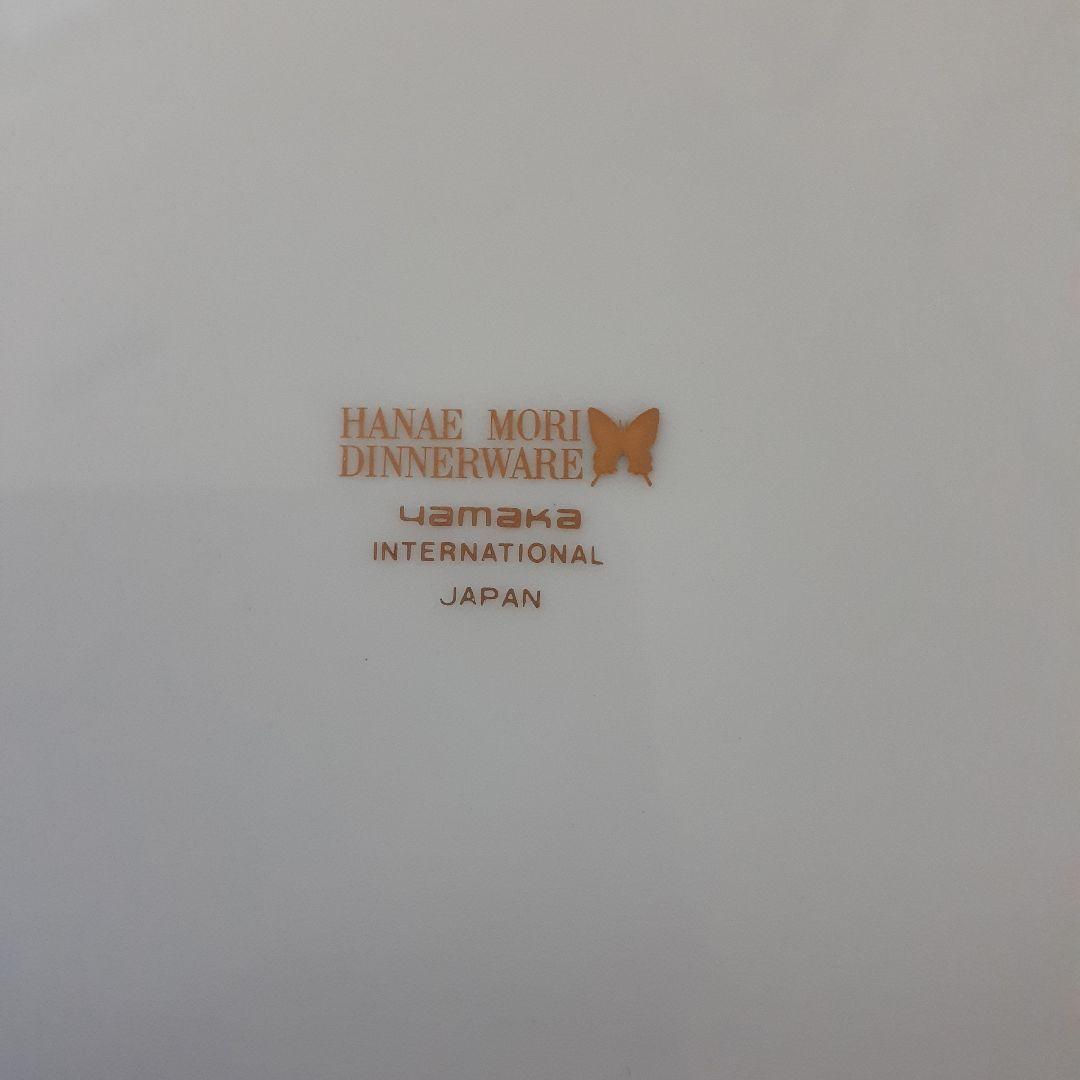 HANAE MORI
DINNERWARE
yamaka
INTERNATIONAL
JAPAN